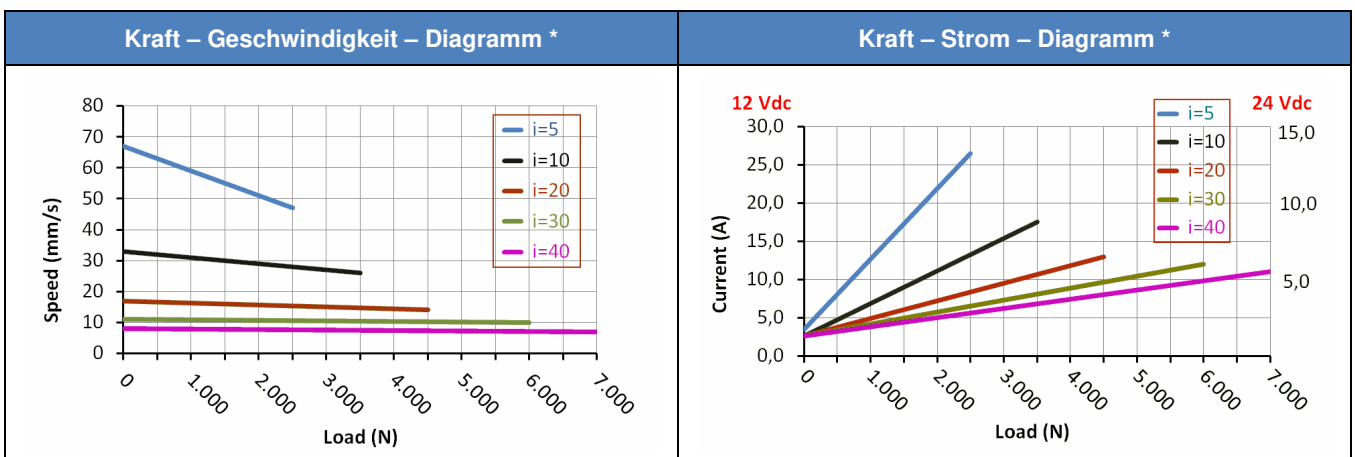 Kraft – Geschwindigkeit – Diagramm *
Kraft – Strom – Diagramm *
80
70
60
50
40
30
20
10
0
Speed (mm/s)
i=5
i=10
i=20
i=30
i=40
0
1.000
2.000
3.000
4.000
5.000
6.000
7.000
Load (N)
12 Vdc
24 Vdc
30,0
25,0
20,0
15,0
10,0
5,0
0,0
Current (A)
i=5
i=10
i=20
i=30
i=40
15,0
10,0
5,0
0
1.000
2.000
3.000
4.000
5.000
6.000
7.000
Load (N)